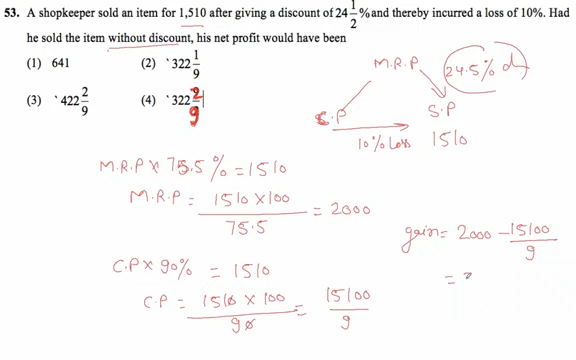 53. A shopkeeper sold an item for 1,510 after giving a discount of 24 1/2 % and thereby incurred a loss of 10%. Had
he sold the item without discount, his net profit would have been
(1) 641 (2) `322 1/9
(3) `422 2/9 (4) `322 2/9
M.R.P 24.5% d
C.P S.P
10% Loss 1510
M.R.P x 75.5 % = 1510
M.R.P = 1510 x 100 / 75.5 = 2000
C.P x 90% = 1510
C.P = 1510 x 100 / 90 = 15100 / 9
gain = 2000 - 15100 / 9
=